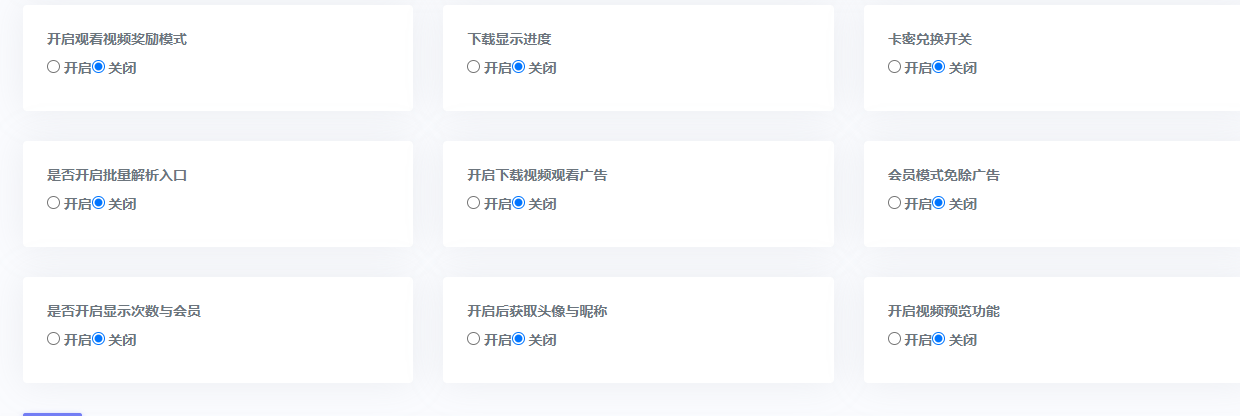 开启观看视频奖励模式
下载显示进度
卡密兑换开关
开启 关闭
开启 关闭
开启 关闭
是否开启批量解析入口
开启下载视频观看广告
会员模式免除广告
开启 关闭
开启 关闭
开启 关闭
是否开启显示次数与会员
开启后获取头像与昵称
开启视频预览功能
开启 关闭
开启 关闭
开启 关闭